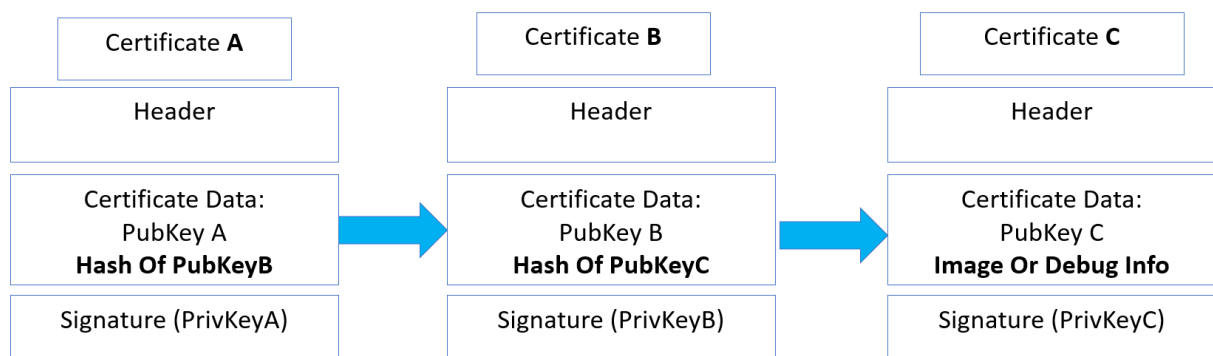 Certificate A
Header
Certificate Data:
PubKey A
Hash Of PubKeyB
Signature (PrivKeyA)
Certificate B
Header
Certificate Data:
PubKey B
Hash Of PubKeyC
Signature (PrivKeyB)
Certificate C
Header
Certificate Data:
PubKey C
Image Or Debug Info
Signature (PrivKeyC)